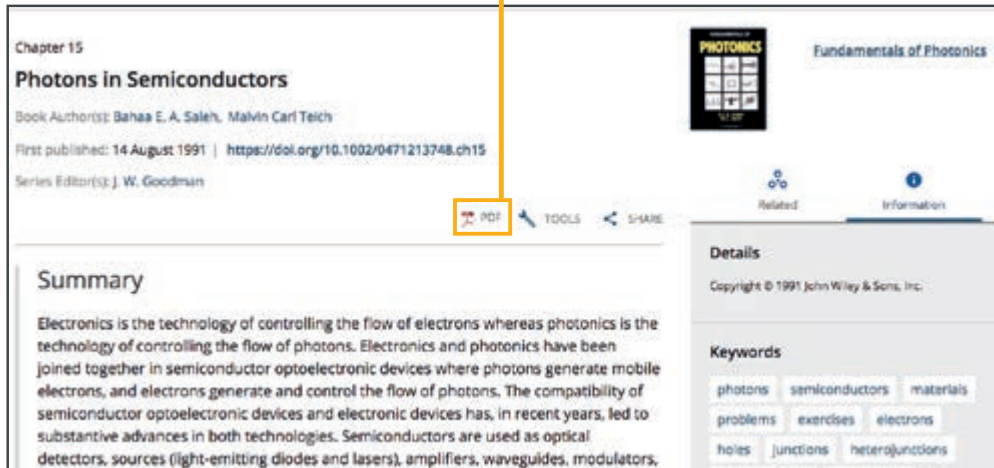 Chapter 15
Photons in Semiconductors
Book Author(s): Bahaa E. A. Saleh, Malvin Carl Teich
First published: 14 August 1991 | https://doi.org/10.1002/0471213748.ch15
Series Editor(s): J. W. Goodman
PDF TOOLS SHARE
Summary
Electronics is the technology of controlling the flow of electrons whereas photonics is the
technology of controlling the flow of photons. Electronics and photonics have been
joined together in semiconductor optoelectronic devices where photons generate mobile
electrons, and electrons generate and control the flow of photons. The compatibility of
semiconductor optoelectronic devices and electronic devices has, in recent years, led to
substantive advances in both technologies. Semiconductors are used as optical
detectors, sources (light-emitting diodes and lasers), amplifiers, waveguides, modulators,
PHOTONICS
Fundamentals of Photonics
Related Information
Details
Copyright © 1991 John Wiley & Sons, Inc.
Keywords
photons semiconductors materials
problems exercises electrons
holes junctions heterojunctions